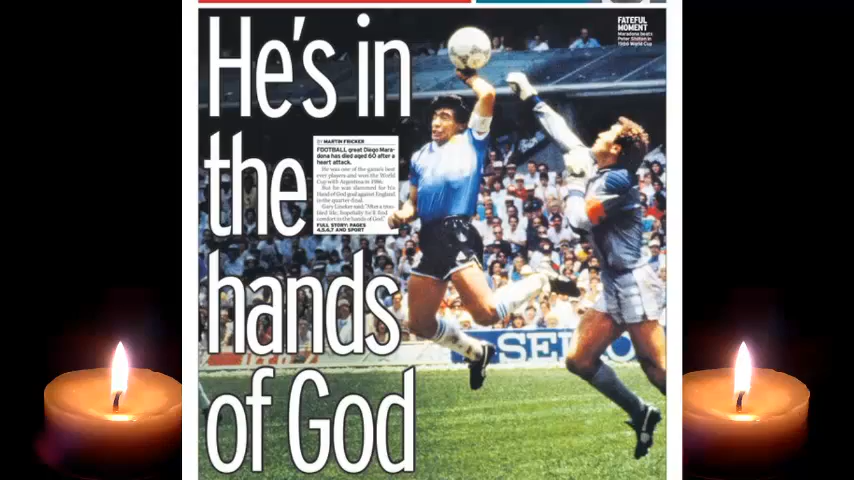 He's in
the
hands
of God
BY MARTIN FRICKER
FOOTBALL great Diego Mara-
dona has died aged 60 after a
heart attack.
He was one of the game's best
ever players and won the World
Cup with Argentina in 1986.
But he was slammed for his
Hand of God goal against England
in the quarter-final.
Gary Lineker said: "After a trou-
bled life, hopefully he'll find
comfort in the hands of God."
FULL STORY: PAGES
4,5,6,7 AND SPORT
FATEFUL
MOMENT
Maradona beats
Peter Shilton in
1986 World Cup
SEIKO